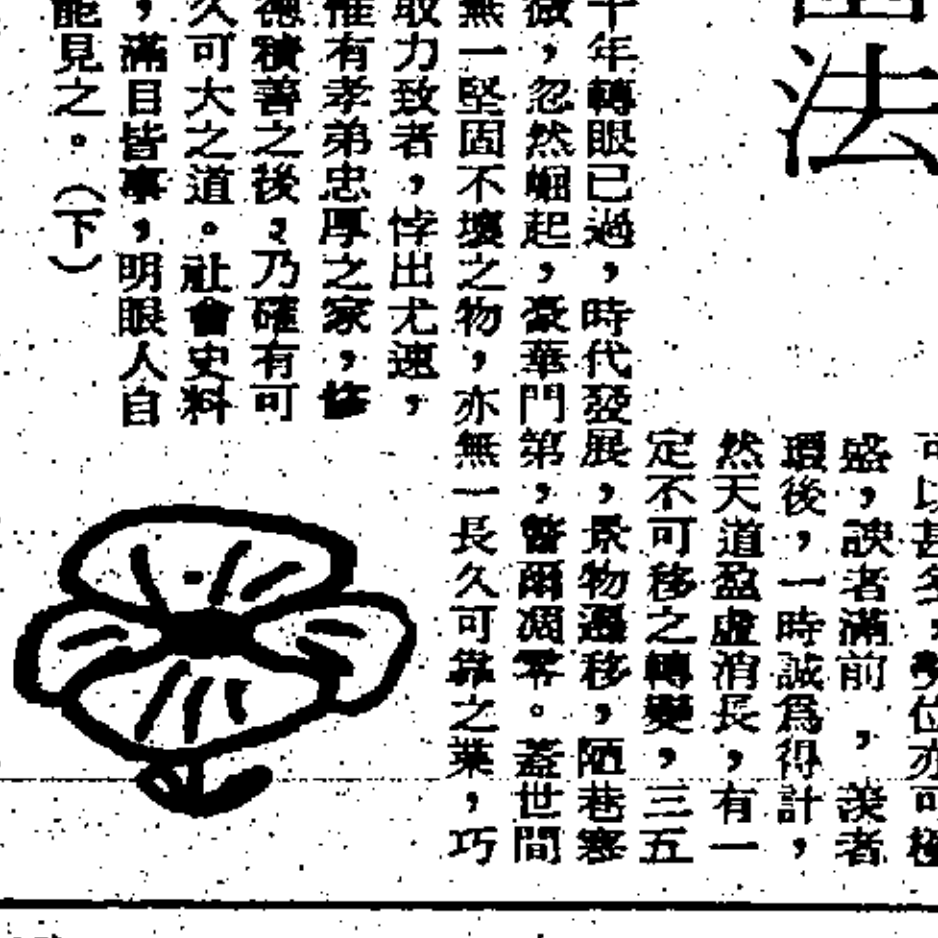 法
可以甚多，勢位亦可極
盛，諛者滿前，羨者
環後，一時誠爲得計，
然天道盈虛消長，有一
定不可移之轉變，三五
十年轉眼已過，時代發展，景物遷移，陋巷寒
微，忽然崛起，豪華門第，瞥爾凋零。蓋世間
無一堅固不壞之物，亦無一長久可靠之業，巧
取力致者，悖出尤速，
惟有孝弟忠厚之家，修
德積善之後，乃確有可
久可大之道。社會史料
，滿目皆事，明眼人自
能見之。（下）